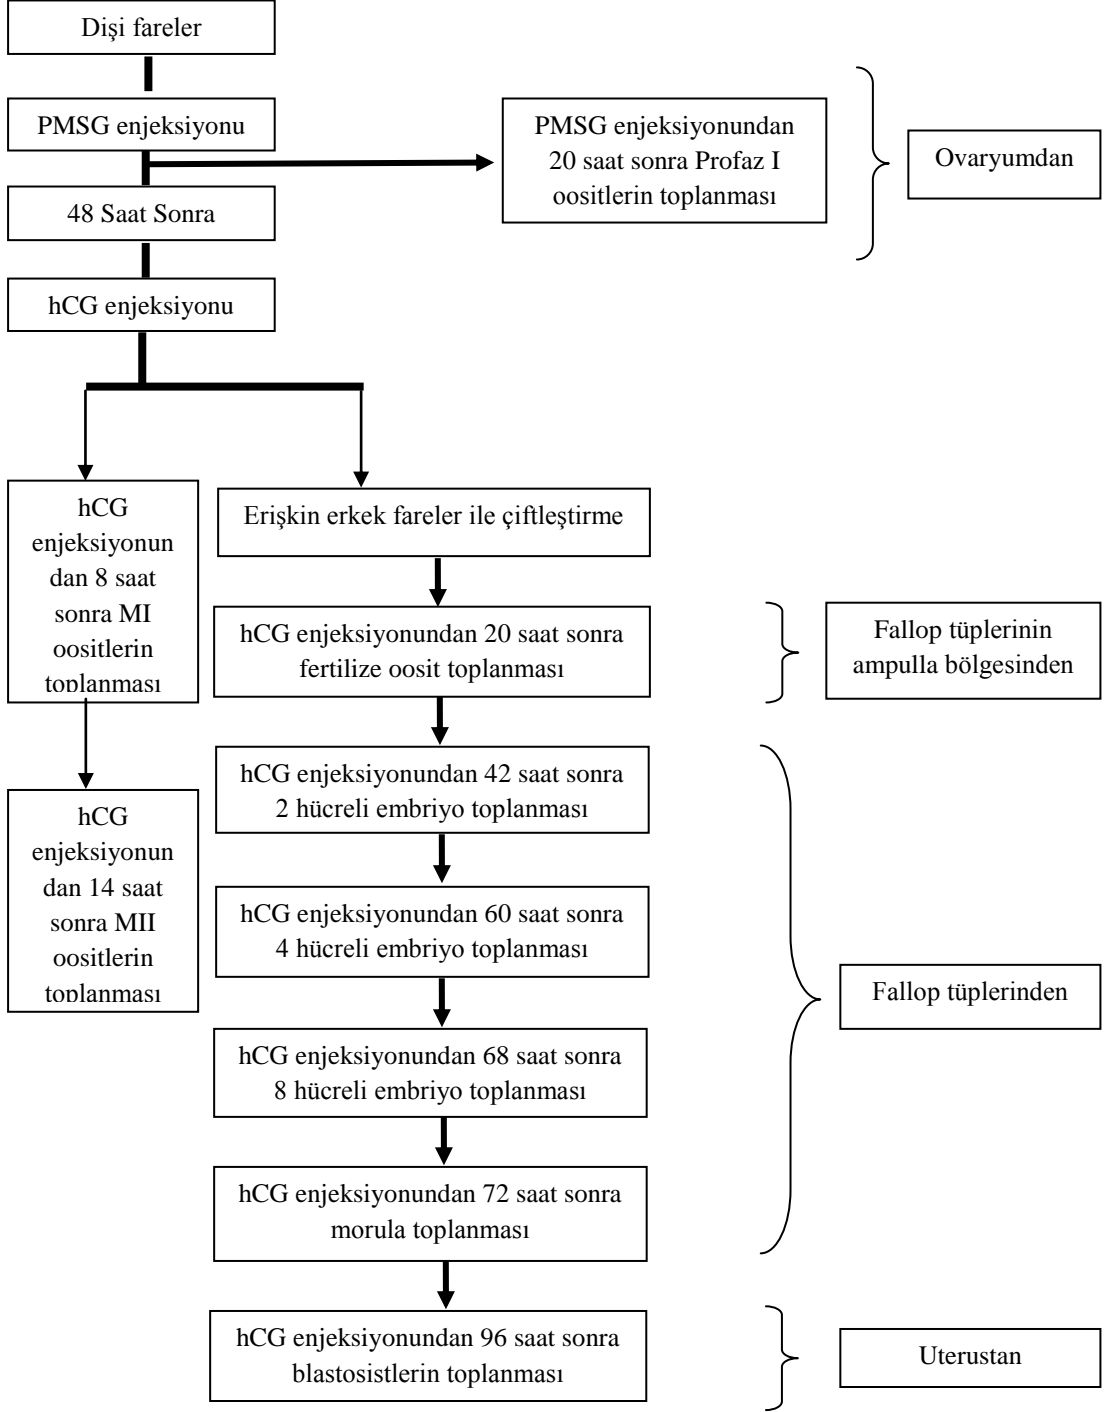 Dişi fareler
PMSG enjeksiyonu
PMSG enjeksiyonundan
20 saat sonra Profaz I
oositlerin toplanması
Ovaryumdan
48 Saat Sonra
hCG enjeksiyonu
hCG
enjeksiyonun
dan 8 saat
sonra MI
oositlerin
toplanması
hCG
enjeksiyonun
dan 14 saat
sonra MII
oositlerin
toplanması
Erişkin erkek fareler ile çiftleştirme
hCG enjeksiyonundan 20 saat sonra
fertilize oosit toplanması
Fallop tüplerinin
ampulla bölgesinden
hCG enjeksiyonundan 42 saat sonra
2 hücreli embriyo toplanması
hCG enjeksiyonundan 60 saat sonra
4 hücreli embriyo toplanması
hCG enjeksiyonundan 68 saat sonra
8 hücreli embriyo toplanması
hCG enjeksiyonundan 72 saat sonra
morula toplanması
Fallop tüplerinden
hCG enjeksiyonundan 96 saat sonra
blastosistlerin toplanması
Uterustan